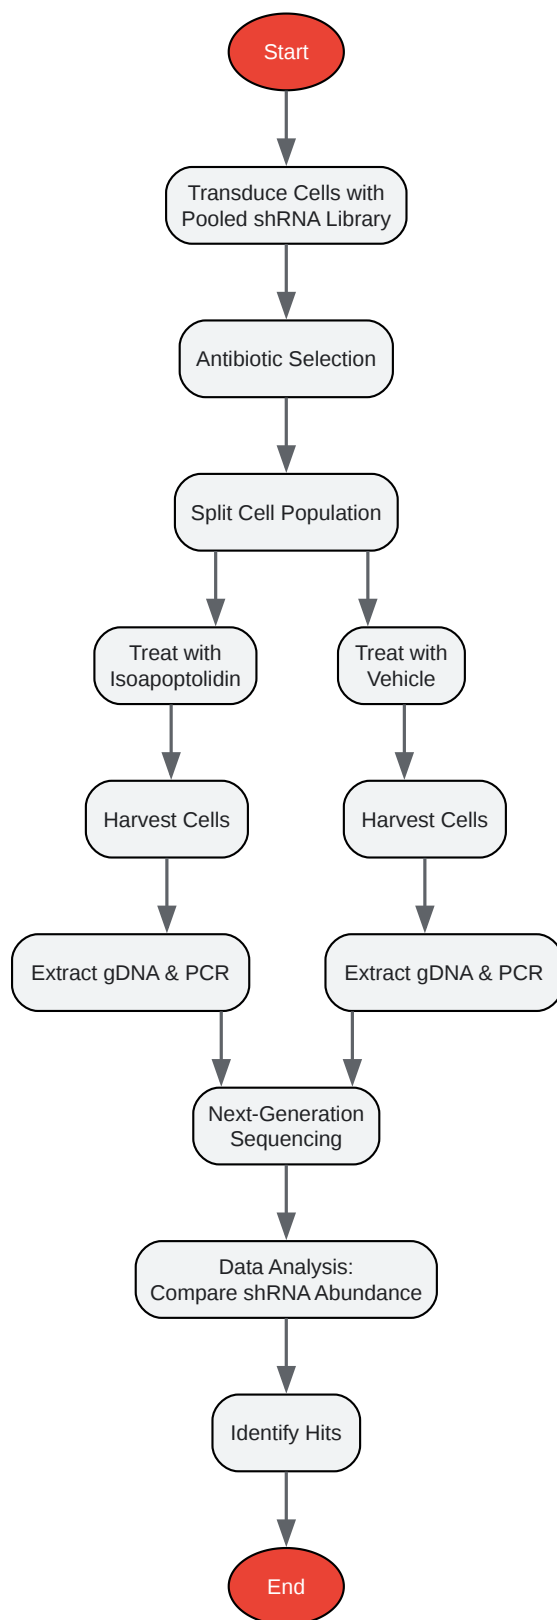 Start
Transduce Cells with
Pooled shRNA Library
Antibiotic Selection
Split Cell Population
Treat with
Isoapoptolidin
Treat with
Vehicle
Harvest Cells
Harvest Cells
Extract gDNA & PCR
Extract gDNA & PCR
Next-Generation
Sequencing
Data Analysis:
Compare shRNA Abundance
Identify Hits
End